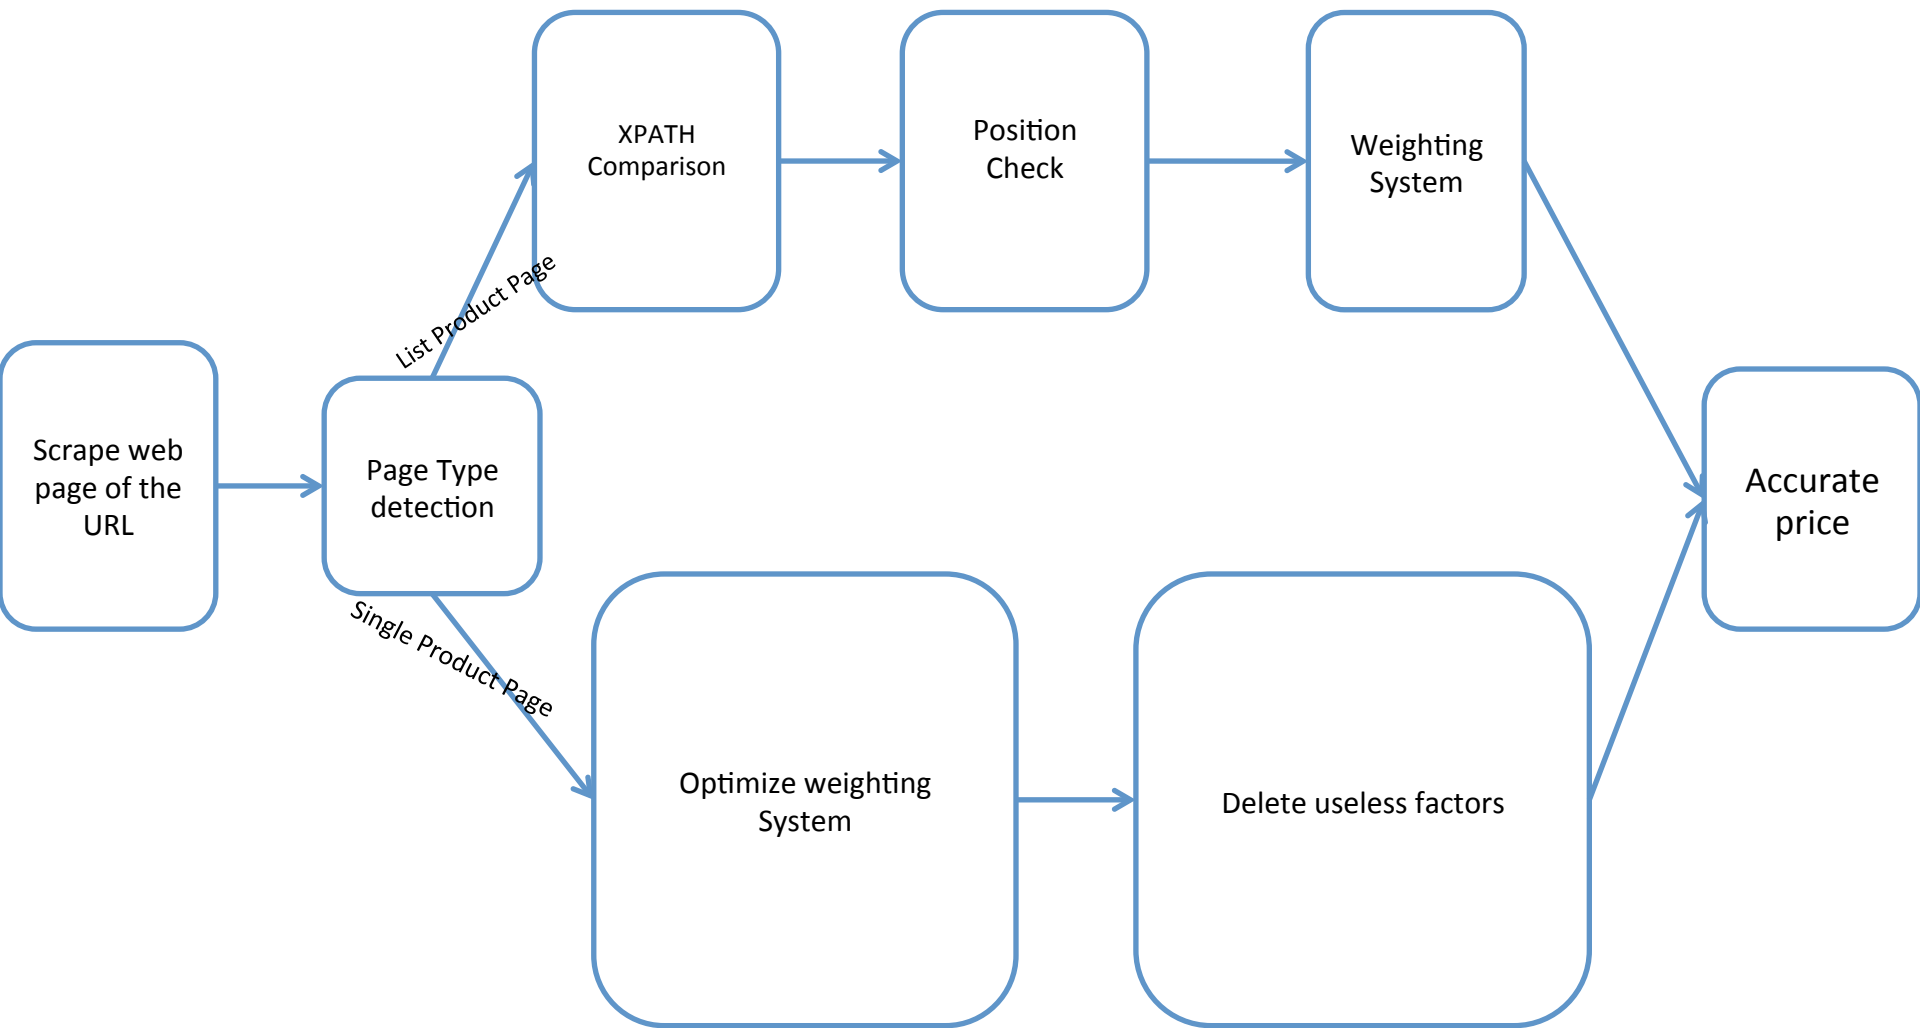 XPATH
Comparison
Position
Check
Weighting
System
List Product Page
Scrape web
page of the
URL
Page Type
detection
Accurate
price
Single Product Page
Optimize weighting
System
Delete useless factors